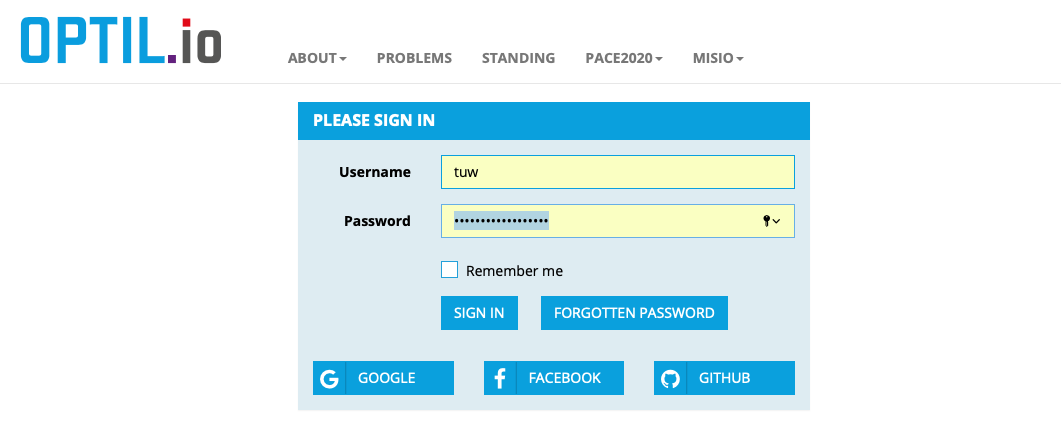 OPTIL.io
ABOUT PROBLEMS STANDING PACE2020 MISIO
PLEASE SIGN IN
Username tuw
Password ••••••••••••••••••
Remember me
SIGN IN FORGOTTEN PASSWORD
GOOGLE FACEBOOK GITHUB